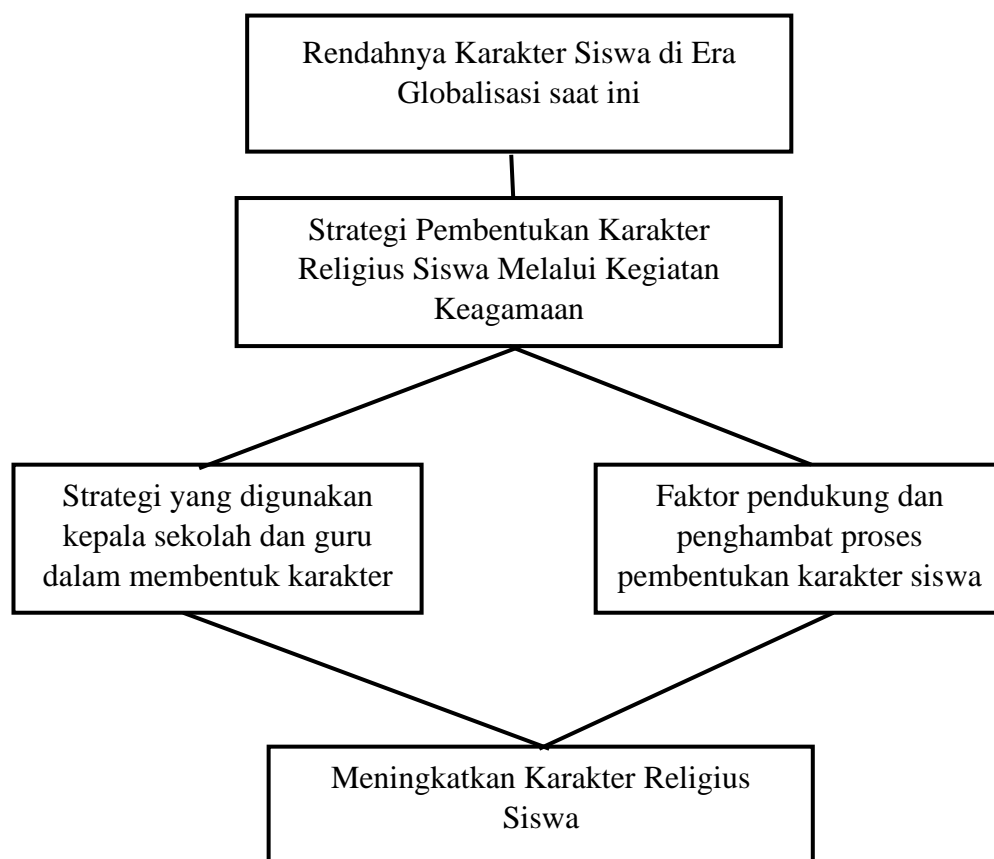 Rendahnya Karakter Siswa di Era
Globalisasi saat ini
Strategi Pembentukan Karakter
Religius Siswa Melalui Kegiatan
Keagamaan
Strategi yang digunakan
kepala sekolah dan guru
dalam membentuk karakter
Faktor pendukung dan
penghambat proses
pembentukan karakter siswa
Meningkatkan Karakter Religius
Siswa